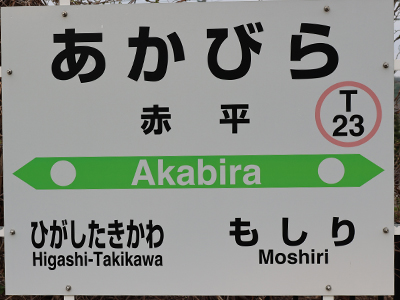 あかびら
赤平
T
23
Akabira
ひがしたきかわ
Higashi-Takikawa
もしり
Moshiri